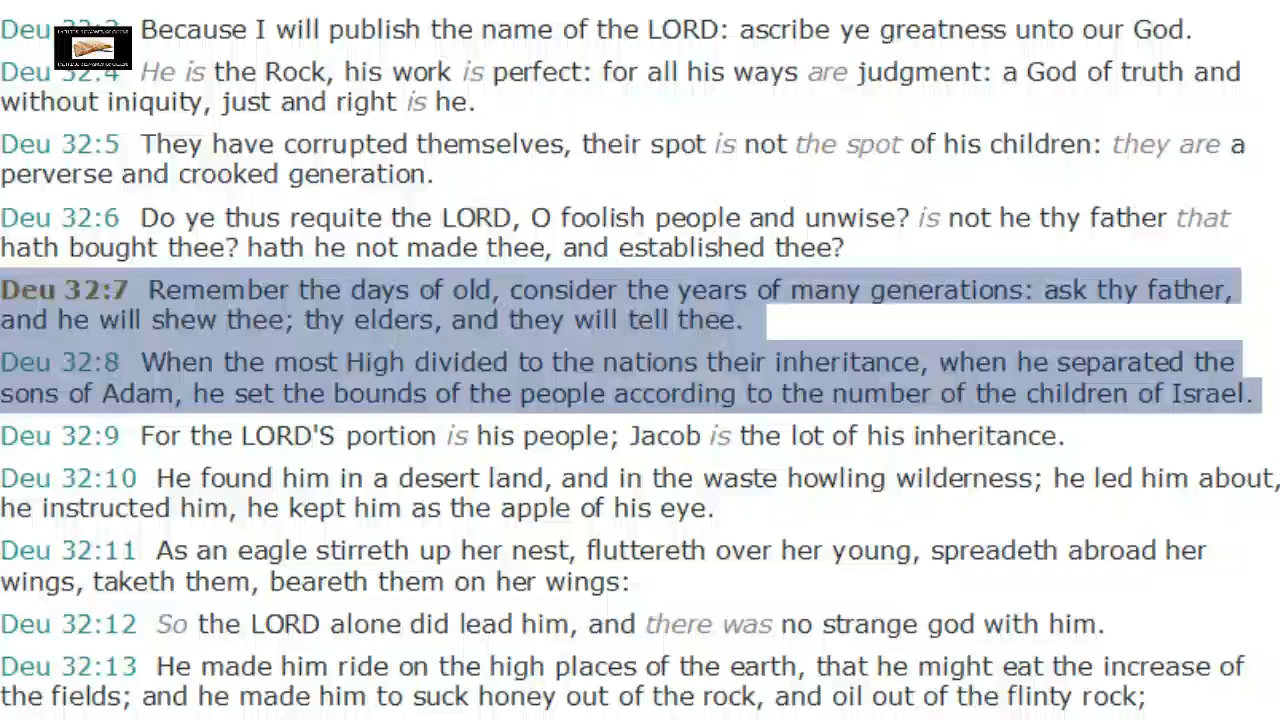 Deu 32:3 Because I will publish the name of the LORD: ascribe ye greatness unto our God.
Deu 32:4 He is the Rock, his work is perfect: for all his ways are judgment: a God of truth and
without iniquity, just and right is he.
Deu 32:5 They have corrupted themselves, their spot is not the spot of his children: they are a
perverse and crooked generation.
Deu 32:6 Do ye thus requite the LORD, O foolish people and unwise? is not he thy father that
hath bought thee? hath he not made thee, and established thee?
Deu 32:7 Remember the days of old, consider the years of many generations: ask thy father,
and he will shew thee; thy elders, and they will tell thee.
Deu 32:8 When the most High divided to the nations their inheritance, when he separated the
sons of Adam, he set the bounds of the people according to the number of the children of Israel.
Deu 32:9 For the LORD'S portion is his people; Jacob is the lot of his inheritance.
Deu 32:10 He found him in a desert land, and in the waste howling wilderness; he led him about,
he instructed him, he kept him as the apple of his eye.
Deu 32:11 As an eagle stirreth up her nest, fluttereth over her young, spreadeth abroad her
wings, taketh them, beareth them on her wings:
Deu 32:12 So the LORD alone did lead him, and there was no strange god with him.
Deu 32:13 He made him ride on the high places of the earth, that he might eat the increase of
the fields; and he made him to suck honey out of the rock, and oil out of the flinty rock;